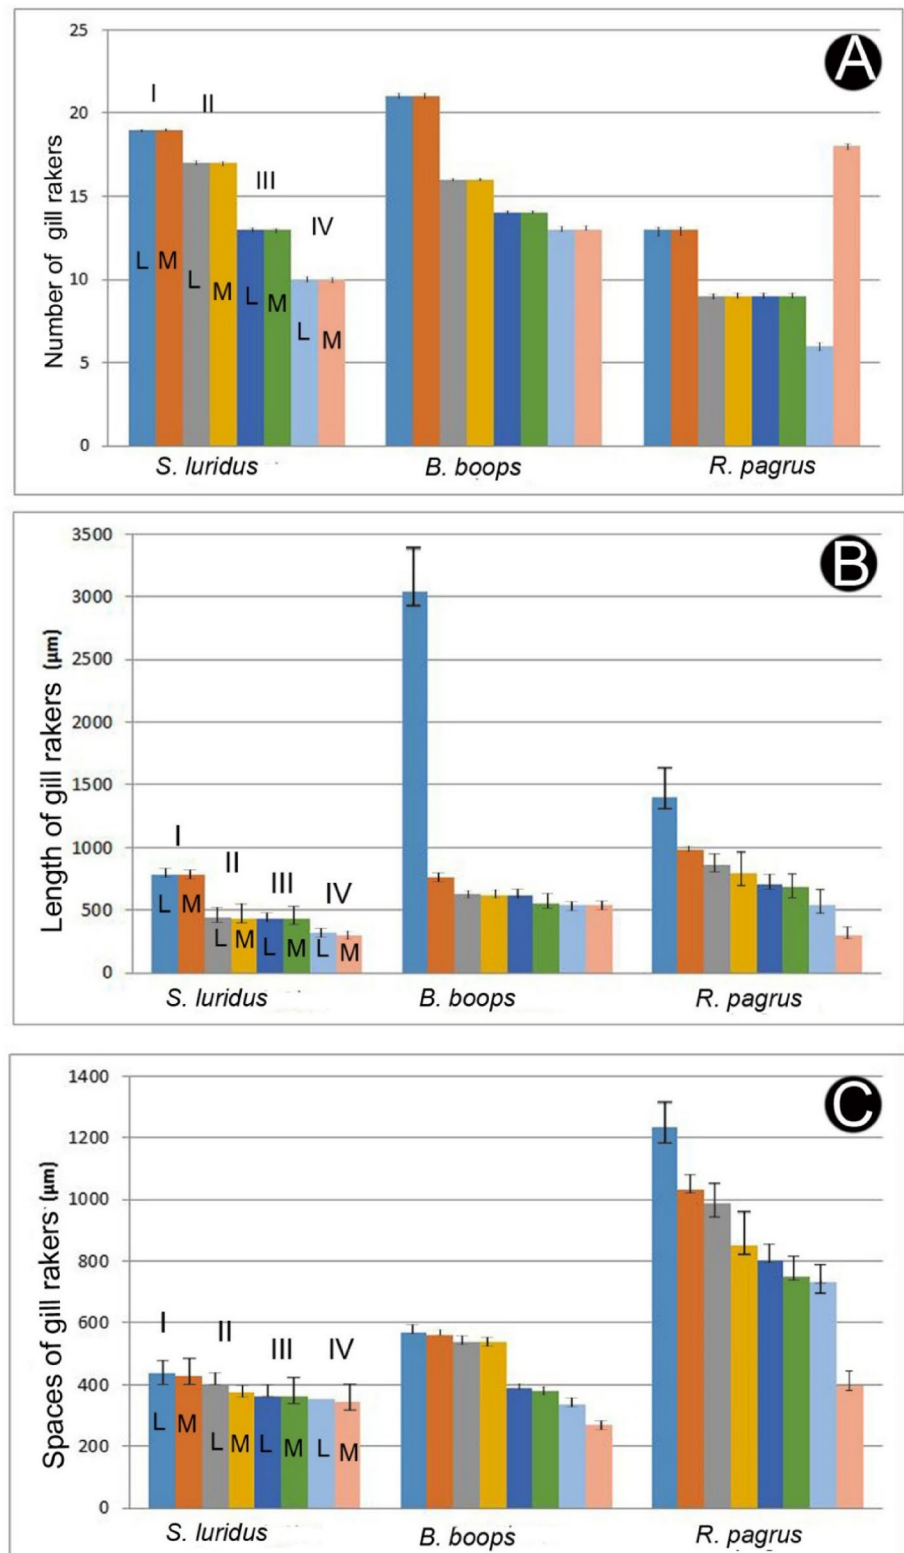 A
Number of gill rakers
25
20
15
10
5
0
I
II
III
IV
L M L M L M L M
S. luridus B. boops R. pagrus
B
Length of gill rakers (μm)
3500
3000
2500
2000
1500
1000
500
0
I
II
III
IV
L M L M L M L M
S. luridus B. boops R. pagrus
C
Spaces of gill rakers (μm)
1400
1200
1000
800
600
400
200
0
I
II
III
IV
L M L M L M L M
S. luridus B. boops R. pagrus